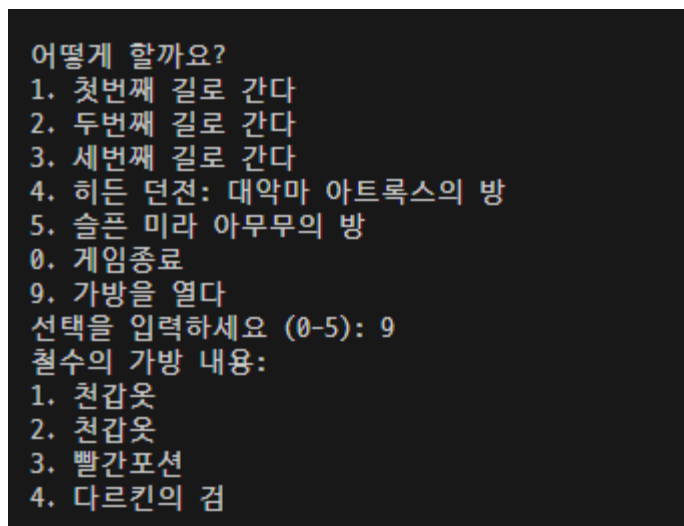 어떻게 할까요?
1. 첫번째 길로 간다
2. 두번째 길로 간다
3. 세번째 길로 간다
4. 히든 던전: 대악마 아트록스의 방
5. 슬픈 미라 아무무의 방
0. 게임종료
9. 가방을 열다
선택을 입력하세요 (0-5): 9
철수의 가방 내용:
1. 천갑옷
2. 천갑옷
3. 빨간포션
4. 다르킨의 검